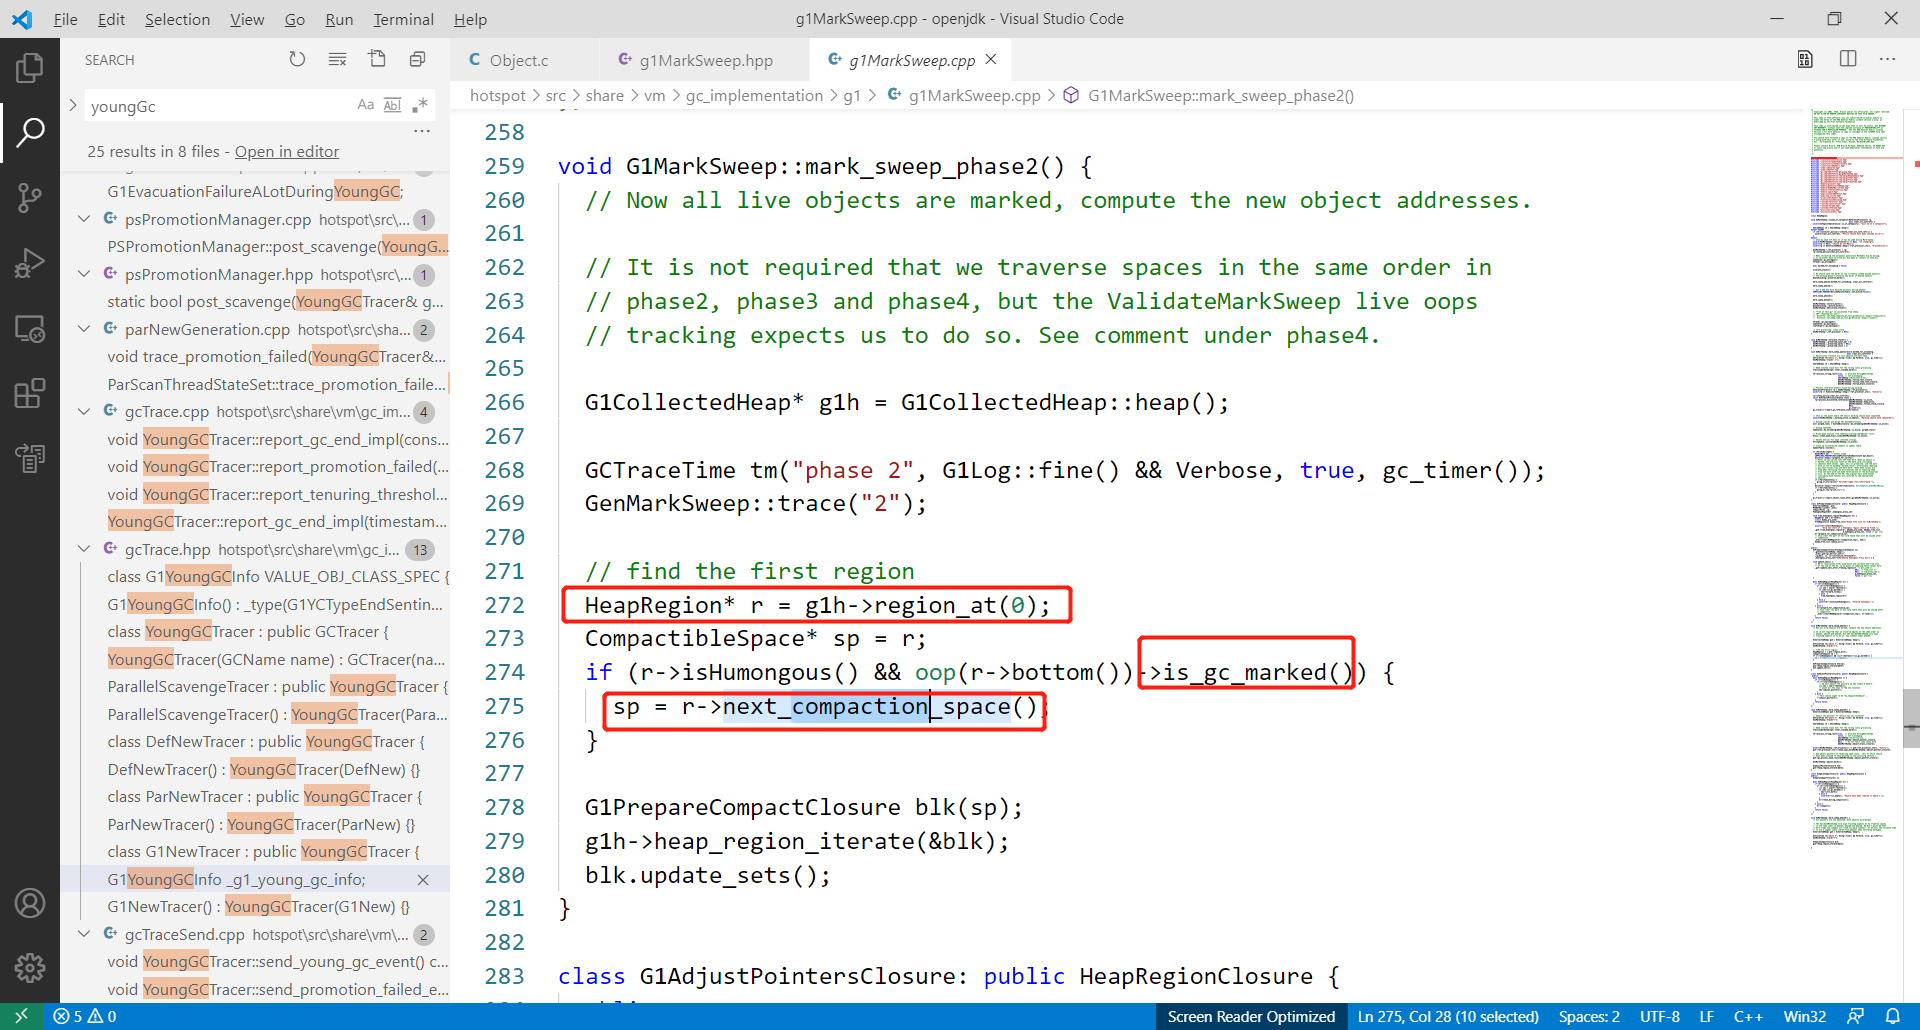 File Edit Selection View Go Run Terminal Help g1MarkSweep.cpp - openjdk - Visual Studio Code
SEARCH
youngGc
25 results in 8 files - Open in editor
G1EvacuationFailureALotDuringYoungGC;
psPromotionManager.cpp hotspot\src\... 1
PSPromotionManager::post_scavenge(YoungG...
psPromotionManager.hpp hotspot\src\... 1
static bool post_scavenge(YoungGCTracer& g...
parNewGeneration.cpp hotspot\src\sha... 2
void trace_promotion_failed(YoungGCTracer&...
ParScanThreadStateSet::trace_promotion_faile...
gcTrace.cpp hotspot\src\share\vm\gc_im... 4
void YoungGCTracer::report_gc_end_impl(cons...
void YoungGCTracer::report_promotion_failed(...
void YoungGCTracer::report_tenuring_threshol...
YoungGCTracer::report_gc_end_impl(timestam...
gcTrace.hpp hotspot\src\share\vm\gc_i... 13
class G1YoungGCInfo VALUE_OBJ_CLASS_SPEC {
G1YoungGCInfo() : _type(G1YCTypeEndSentin...
class YoungGCTracer : public GCTracer {
YoungGCTracer(GCName name) : GCTracer(na...
ParallelScavengeTracer : public YoungGCTracer {
ParallelScavengeTracer() : YoungGCTracer(Para...
class DefNewTracer : public YoungGCTracer {
DefNewTracer() : YoungGCTracer(DefNew) {}
class ParNewTracer : public YoungGCTracer {
ParNewTracer() : YoungGCTracer(ParNew) {}
class G1NewTracer : public YoungGCTracer {
G1YoungGCInfo _g1_young_gc_info;
G1NewTracer() : YoungGCTracer(G1New) {}
gcTraceSend.cpp hotspot\src\share\vm\... 2
void YoungGCTracer::send_young_gc_event() c...
void YoungGCTracer::send_promotion_failed_e...
Object.c g1MarkSweep.hpp g1MarkSweep.cpp
hotspot > src > share > vm > gc_implementation > g1 > g1MarkSweep.cpp > G1MarkSweep::mark_sweep_phase2()
258
259 void G1MarkSweep::mark_sweep_phase2() {
260 // Now all live objects are marked, compute the new object addresses.
261
262 // It is not required that we traverse spaces in the same order in
263 // phase2, phase3 and phase4, but the ValidateMarkSweep live oops
264 // tracking expects us to do so. See comment under phase4.
265
266 G1CollectedHeap* g1h = G1CollectedHeap::heap();
267
268 GCTraceTime tm("phase 2", G1Log::fine() && Verbose, true, gc_timer());
269 GenMarkSweep::trace("2");
270
271 // find the first region
272 HeapRegion* r = g1h->region_at(0);
273 CompactibleSpace* sp = r;
274 if (r->isHumongous() && oop(r->bottom())->is_gc_marked()) {
275 sp = r->next_compaction_space();
276 }
277
278 G1PrepareCompactClosure blk(sp);
279 g1h->heap_region_iterate(&blk);
280 blk.update_sets();
281 }
282
283 class G1AdjustPointersClosure: public HeapRegionClosure {
5 0 Screen Reader Optimized Ln 275, Col 28 (10 selected) Spaces: 2 UTF-8 LF C++ Win32